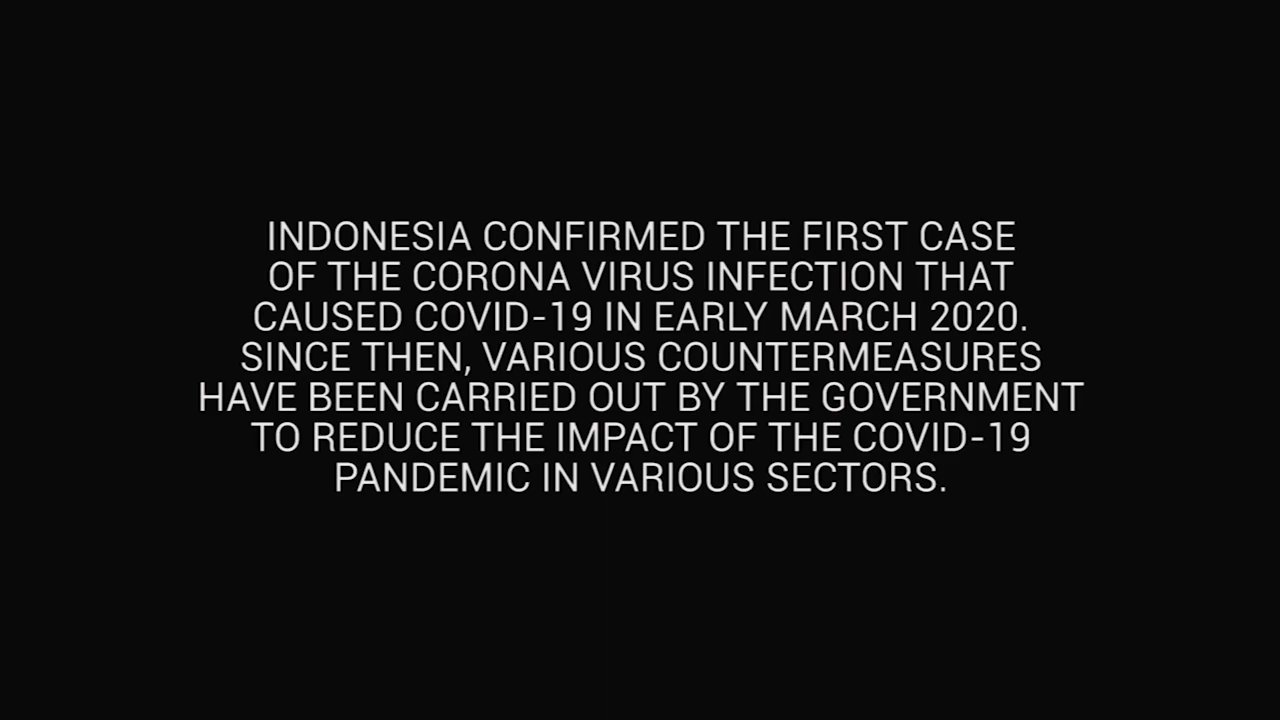 INDONESIA CONFIRMED THE FIRST CASE
OF THE CORONA VIRUS INFECTION THAT
CAUSED COVID-19 IN EARLY MARCH 2020.
SINCE THEN, VARIOUS COUNTERMEASURES
HAVE BEEN CARRIED OUT BY THE GOVERNMENT
TO REDUCE THE IMPACT OF THE COVID-19
PANDEMIC IN VARIOUS SECTORS.